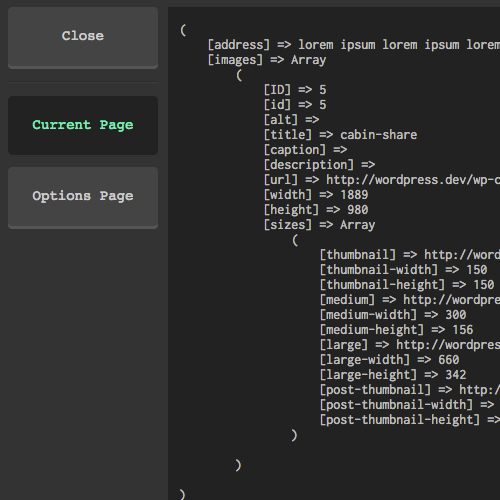 Close
Current Page
Options Page
(
[address] => lorem ipsum lorem ipsum lorem
[images] => Array
(
[ID] => 5
[id] => 5
[alt] =>
[title] => cabin-share
[caption] =>
[description] =>
[url] => http://wordpress.dev/wp-c
[width] => 1889
[height] => 980
[sizes] => Array
(
[thumbnail] => http://word
[thumbnail-width] => 150
[thumbnail-height] => 150
[medium] => http://wordpre
[medium-width] => 300
[medium-height] => 156
[large] => http://wordpres
[large-width] => 660
[large-height] => 342
[post-thumbnail] => http:/
[post-thumbnail-width] =>
[post-thumbnail-height] =>
)
)
)